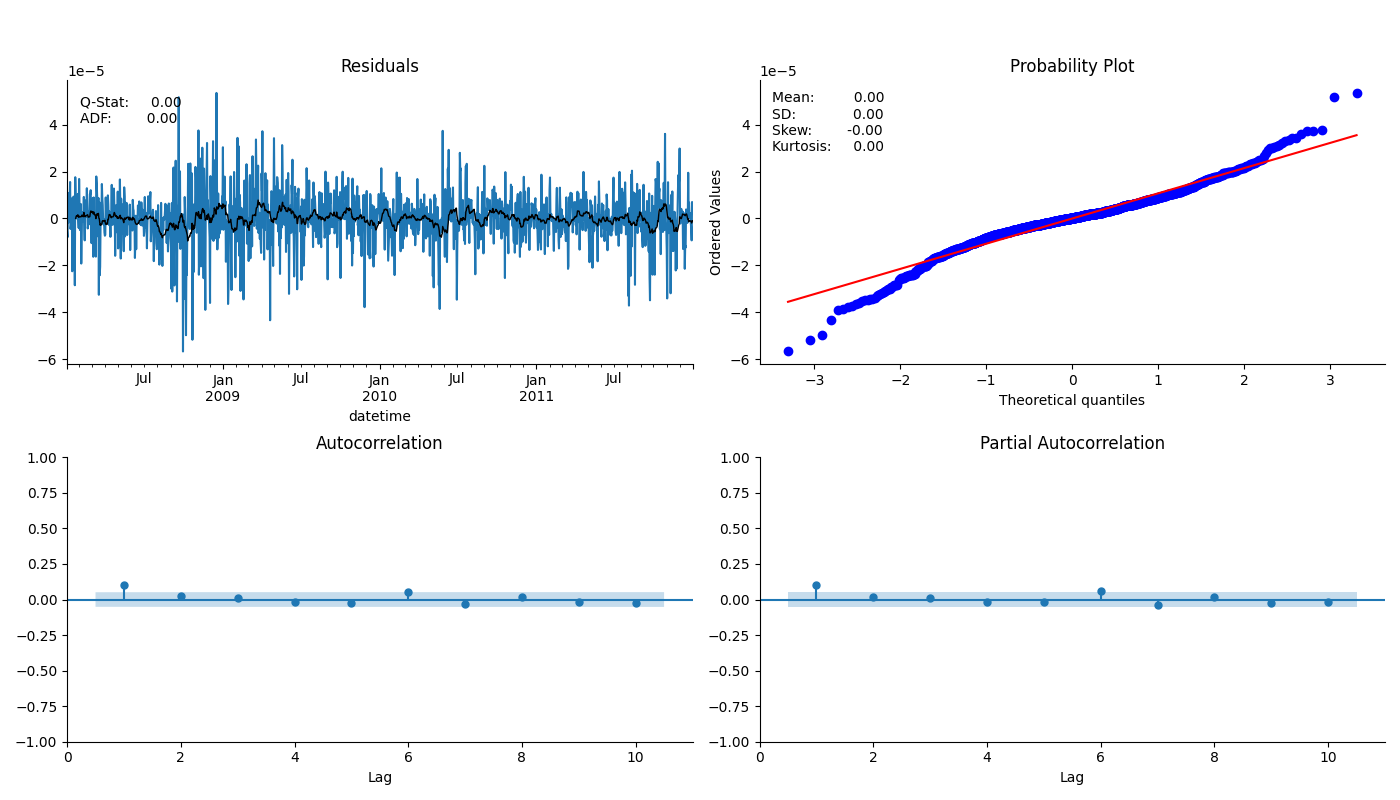 Residuals
1e−5
Q-Stat: 0.00
ADF: 0.00
4
2
0
−2
−4
−6
Jul
Jan
2009
Jul
Jan
2010
Jul
Jan
2011
Jul
datetime
Probability Plot
1e−5
Mean: 0.00
SD: 0.00
Skew: -0.00
Kurtosis: 0.00
Ordered Values
4
2
0
−2
−4
−6
−3
−2
−1
0
1
2
3
Theoretical quantiles
Autocorrelation
1.00
0.75
0.50
0.25
0.00
−0.25
−0.50
−0.75
−1.00
0
2
4
6
8
10
Lag
Partial Autocorrelation
1.00
0.75
0.50
0.25
0.00
−0.25
−0.50
−0.75
−1.00
0
2
4
6
8
10
Lag